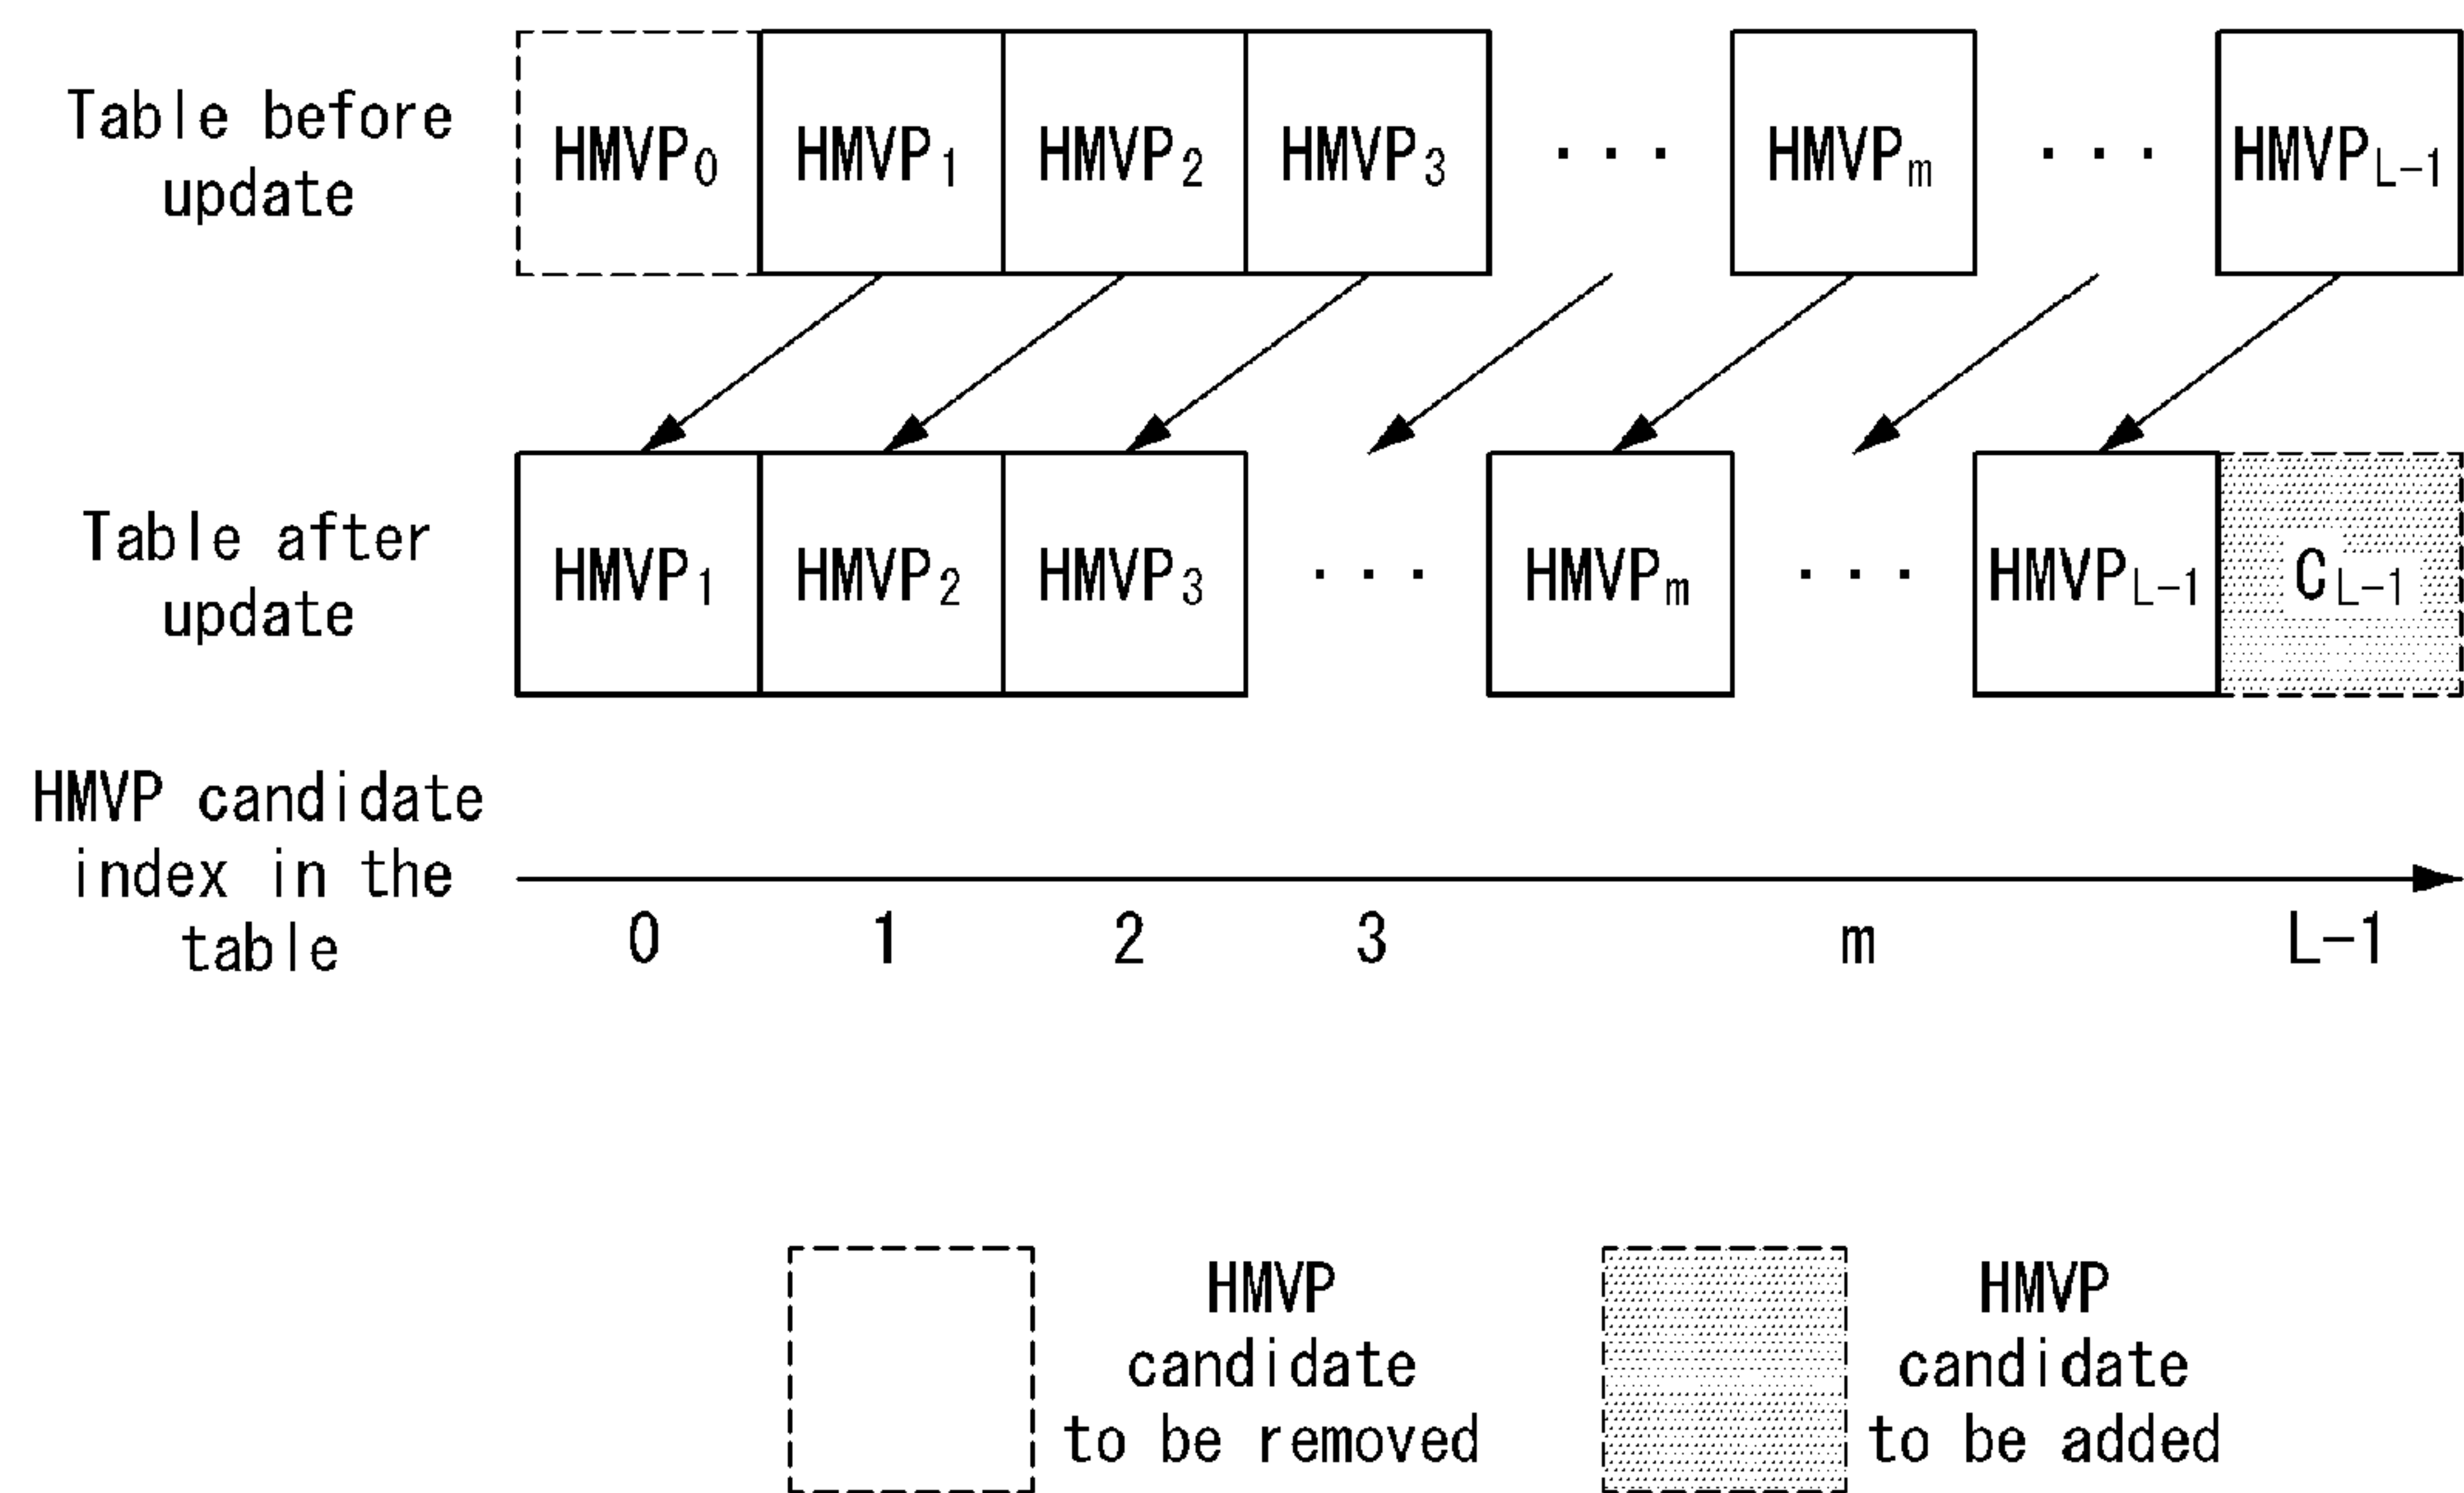 Table before
update
HMVP0 HMVP1 HMVP2 HMVP3 ... HMVPm ... HMVPL-1
Table after
update
HMVP1 HMVP2 HMVP3 ... HMVPm ... HMVPL-1 CL-1
HMVP candidate
index in the
table
0 1 2 3 m L-1
HMVP
candidate
to be removed
HMVP
candidate
to be added